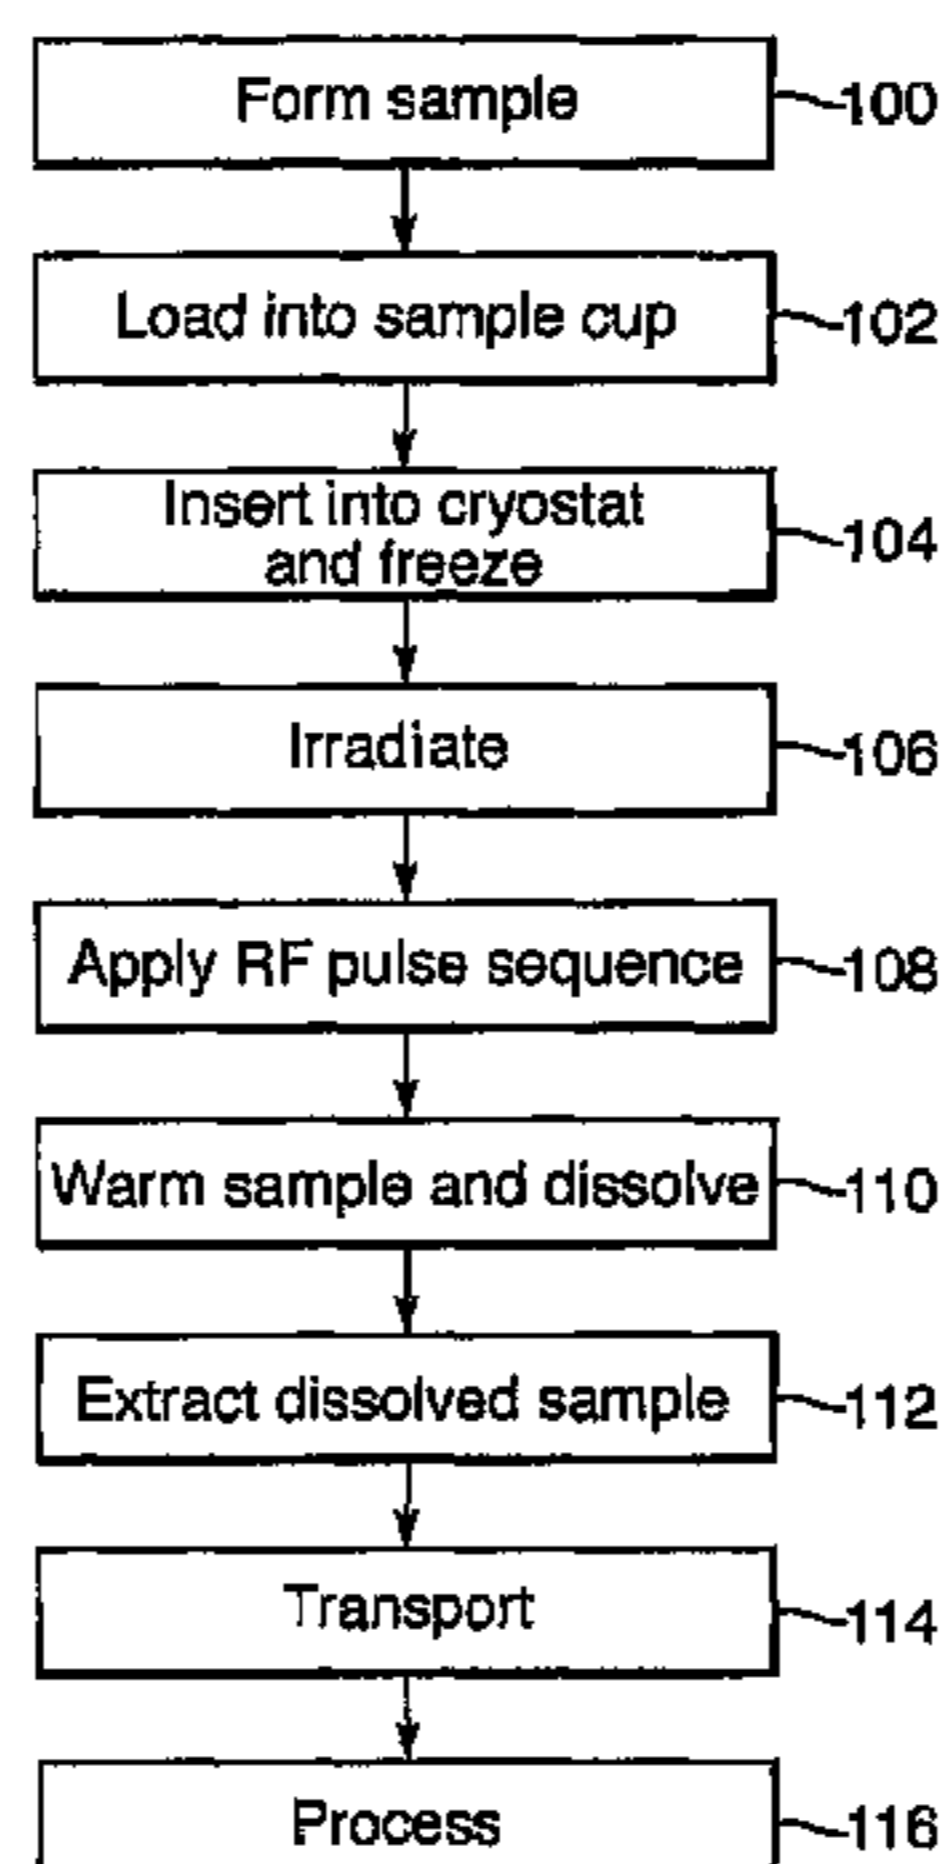 Form sample
100
Load into sample cup
102
Insert into cryostat
and freeze
104
Irradiate
106
Apply RF pulse sequence
108
Warm sample and dissolve
110
Extract dissolved sample
112
Transport
114
Process
116